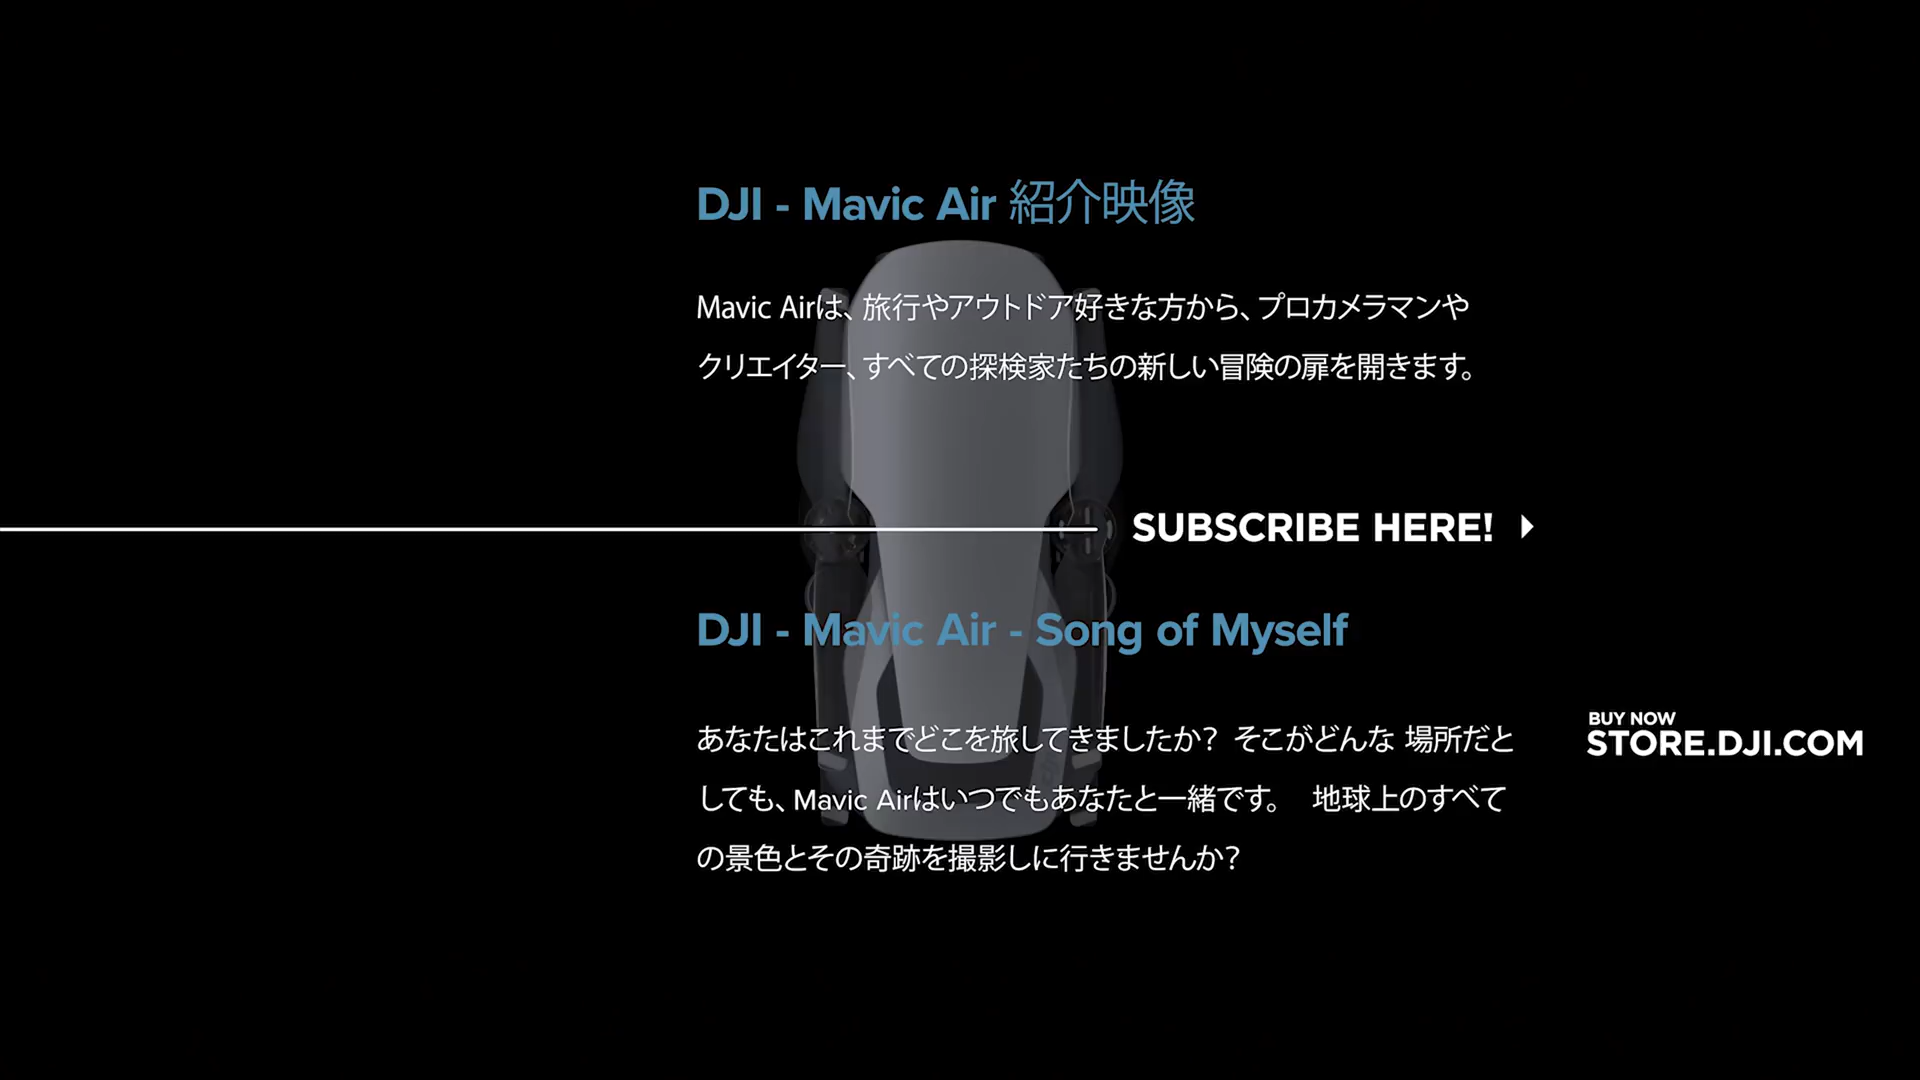 DJI - Mavic Air 紹介映像
Mavic Airは、旅行やアウトドア好きな方から、プロカメラマンや
クリエイター、すべての探検家たちの新しい冒険の扉を開きます。
SUBSCRIBE HERE!
DJI - Mavic Air - Song of Myself
あなたはこれまでどこを旅してきましたか? そこがどんな 場所だと
しても、Mavic Airはいつでもあなたと一緒です。 地球上のすべて
の景色とその奇跡を撮影しに行きませんか?
BUY NOW
STORE.DJI.COM